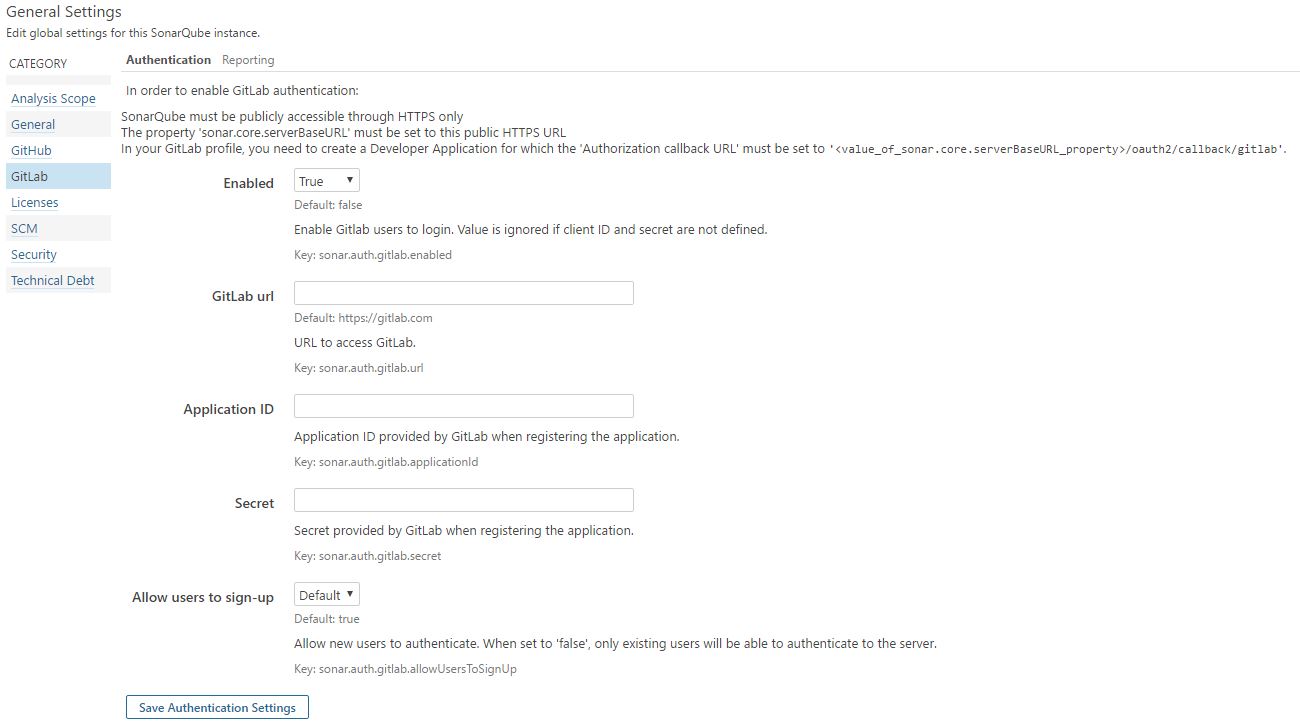 General Settings
Edit global settings for this SonarQube instance.
CATEGORY
Analysis Scope
General
GitHub
GitLab
Licenses
SCM
Security
Technical Debt
Authentication Reporting
In order to enable GitLab authentication:
SonarQube must be publicly accessible through HTTPS only
The property 'sonar.core.serverBaseURL' must be set to this public HTTPS URL
In your GitLab profile, you need to create a Developer Application for which the 'Authorization callback URL' must be set to '<value_of_sonar.core.serverBaseURL_property>/oauth2/callback/gitlab'.
Enabled True
Default: false
Enable Gitlab users to login. Value is ignored if client ID and secret are not defined.
Key: sonar.auth.gitlab.enabled
GitLab url
Default: https://gitlab.com
URL to access GitLab.
Key: sonar.auth.gitlab.url
Application ID
Application ID provided by GitLab when registering the application.
Key: sonar.auth.gitlab.applicationId
Secret
Secret provided by GitLab when registering the application.
Key: sonar.auth.gitlab.secret
Allow users to sign-up Default
Default: true
Allow new users to authenticate. When set to 'false', only existing users will be able to authenticate to the server.
Key: sonar.auth.gitlab.allowUsersToSignUp
Save Authentication Settings